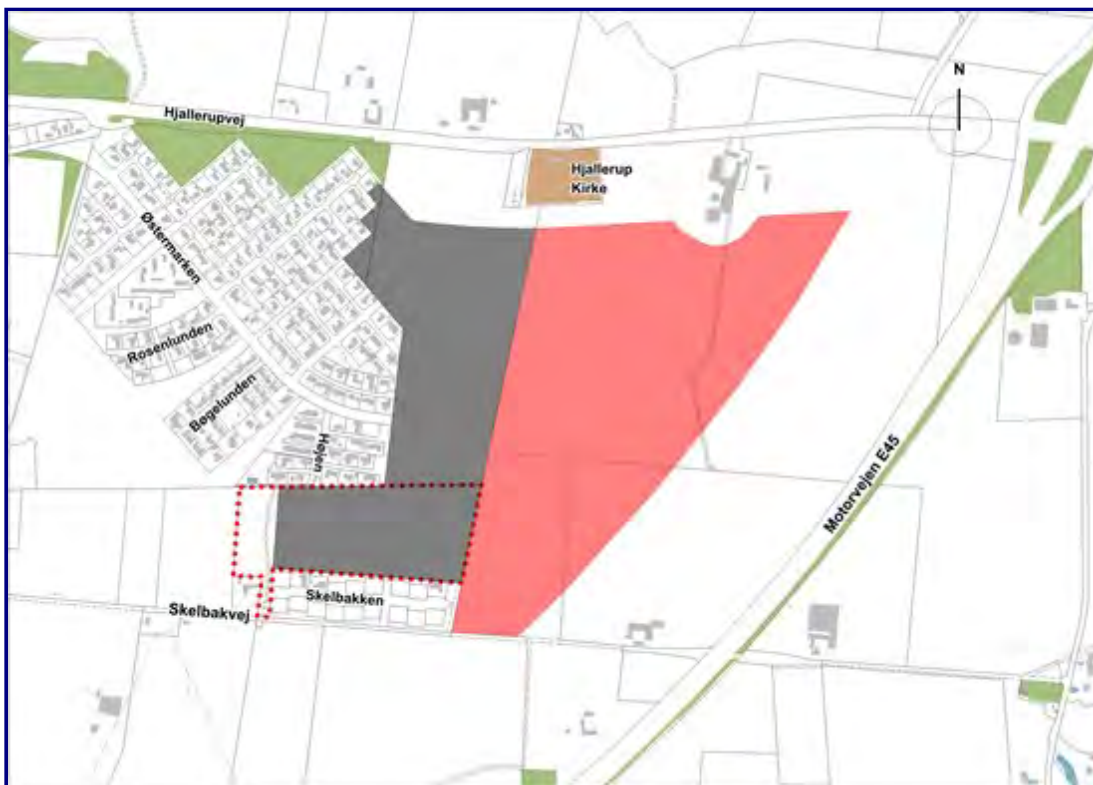 N
Hjallerupvej
Hjallerup
Kirke
Østermarken
Rosenlunden
Bøgelunden
Højen
Motorvejen E45
Skelbakken
Skelbakvej